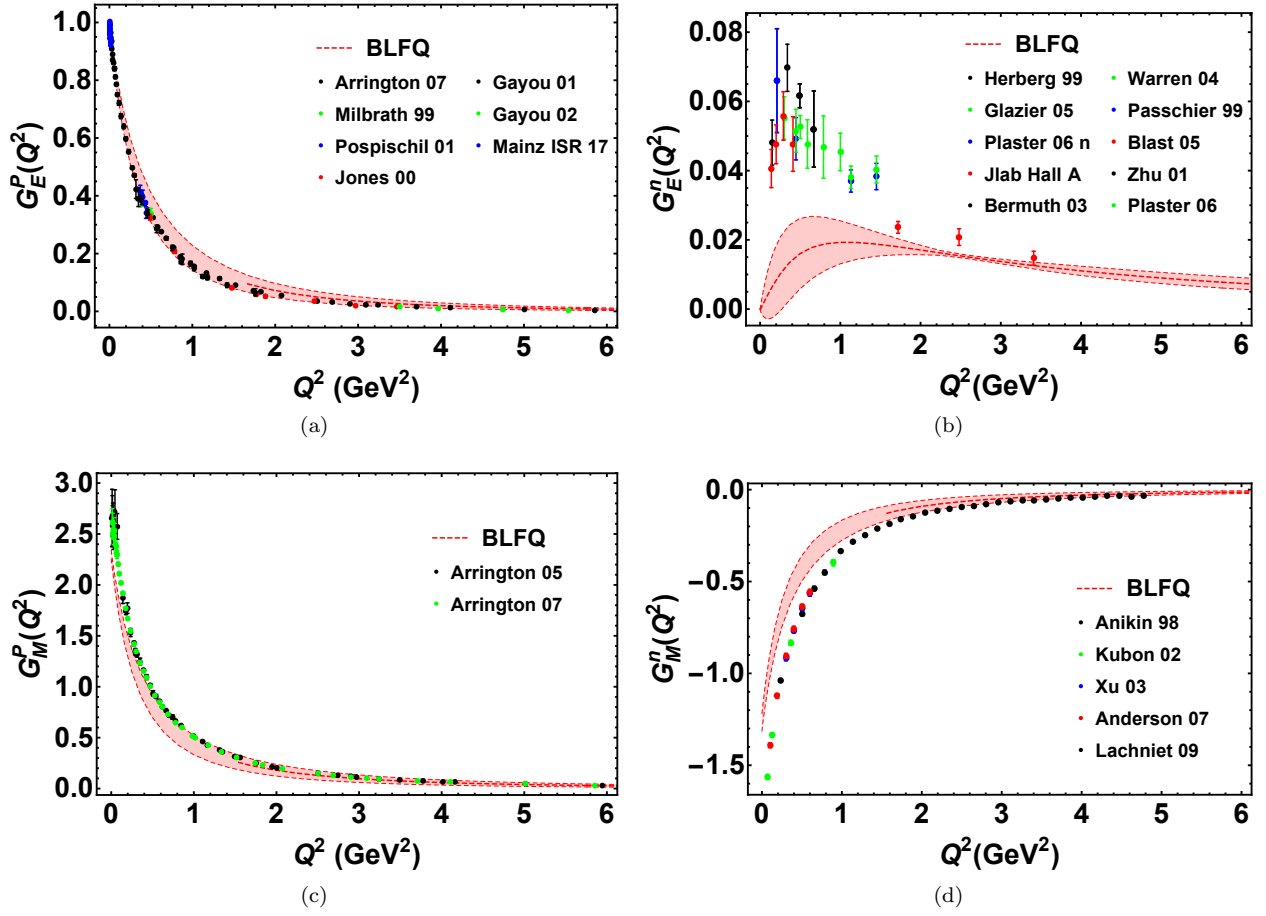 BLFQ
Arrington 07 Gayou 01
Milbrath 99 Gayou 02
Pospischil 01 Mainz ISR 17
Jones 00
G_E^P(Q^2)
1.0
0.8
0.6
0.4
0.2
0.0
0 1 2 3 4 5 6
Q^2 (GeV^2)
(a)
BLFQ
Herberg 99 Warren 04
Glazier 05 Passchier 99
Plaster 06 n Blast 05
Jlab Hall A Zhu 01
Bermuth 03 Plaster 06
G_E^n(Q^2)
0.08
0.06
0.04
0.02
0.00
0 1 2 3 4 5 6
Q^2(GeV^2)
(b)
BLFQ
Arrington 05
Arrington 07
G_M^P(Q^2)
3.0
2.5
2.0
1.5
1.0
0.5
0.0
0 1 2 3 4 5 6
Q^2 (GeV^2)
(c)
BLFQ
Anikin 98
Kubon 02
Xu 03
Anderson 07
Lachniet 09
G_M^n(Q^2)
0.0
−0.5
−1.0
−1.5
0 1 2 3 4 5 6
Q^2(GeV^2)
(d)